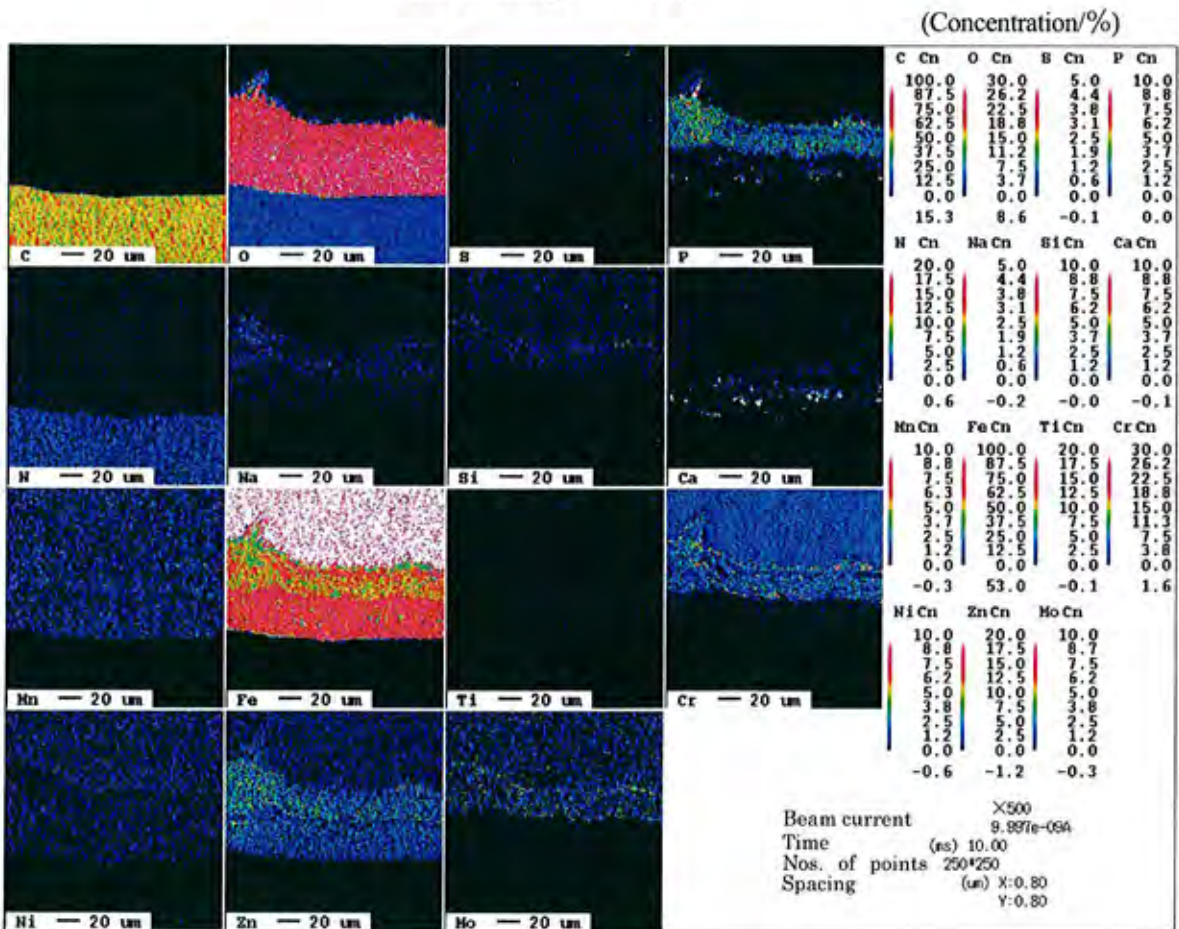 (Concentration/%)
C Cn O Cn S Cn P Cn
100.0 30.0 5.0 10.0
87.5 26.2 4.4 8.8
75.0 22.5 3.8 7.5
62.5 18.8 3.1 6.2
50.0 15.0 2.5 5.0
37.5 11.2 1.9 3.7
25.0 7.5 1.2 2.5
12.5 3.7 0.6 1.2
0.0 0.0 0.0 0.0
15.3 8.6 -0.1 0.0
C 20 um O 20 um S 20 um P 20 um
N Cn Na Cn Si Cn Ca Cn
20.0 5.0 10.0 10.0
17.5 4.4 8.8 8.8
15.0 3.8 7.5 7.5
12.5 3.1 6.2 6.2
10.0 2.5 5.0 5.0
7.5 1.9 3.7 3.7
5.0 1.2 2.5 2.5
2.5 0.6 1.2 1.2
0.0 0.0 0.0 0.0
0.6 -0.2 -0.0 -0.1
N 20 um Na 20 um Si 20 um Ca 20 um
Mn Cn Fe Cn Ti Cn Cr Cn
10.0 100.0 20.0 30.0
8.8 87.5 17.5 26.2
7.5 75.0 15.0 22.5
6.3 62.5 12.5 18.8
5.0 50.0 10.0 15.0
3.7 37.5 7.5 11.3
2.5 25.0 5.0 7.5
1.2 12.5 2.5 3.8
0.0 0.0 0.0 0.0
-0.3 53.0 -0.1 1.6
Mn 20 um Fe 20 um Ti 20 um Cr 20 um
Ni Cn Zn Cn Mo Cn
10.0 20.0 10.0
8.8 17.5 8.7
7.5 15.0 7.5
6.2 12.5 6.2
5.0 10.0 5.0
3.8 7.5 3.8
2.5 5.0 2.5
1.2 2.5 1.2
0.0 0.0 0.0
-0.6 -1.2 -0.3
×500
Beam current 9.997e-09A
Time (ms) 10.00
Nos. of points 250*250
Spacing (um) X:0.80
Y:0.80
Ni 20 um Zn 20 um Mo 20 um